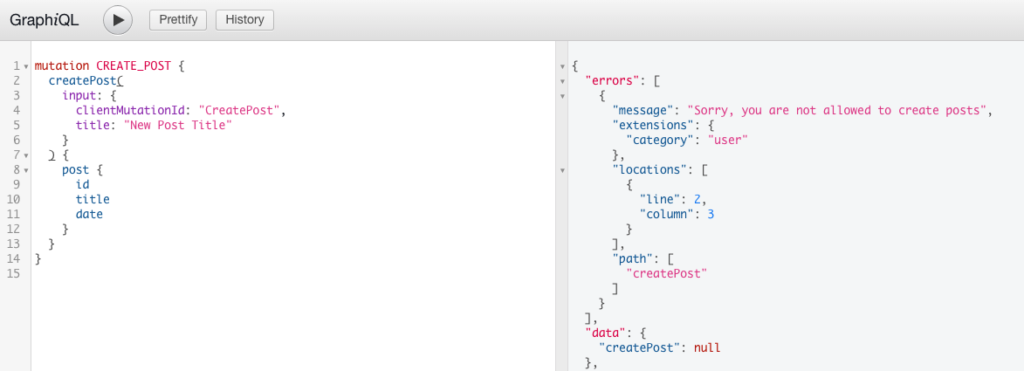 GraphiQL Prettify History
1 mutation CREATE_POST {
2   createPost(
3     input: {
4       clientMutationId: "CreatePost",
5       title: "New Post Title"
6     }
7   ) {
8     post {
9       id
10       title
11       date
12     }
13   }
14 }
15
{
  "errors": [
    {
      "message": "Sorry, you are not allowed to create posts",
      "extensions": {
        "category": "user"
      },
      "locations": [
        {
          "line": 2,
          "column": 3
        }
      ],
      "path": [
        "createPost"
      ]
    }
  ],
  "data": {
    "createPost": null
  },